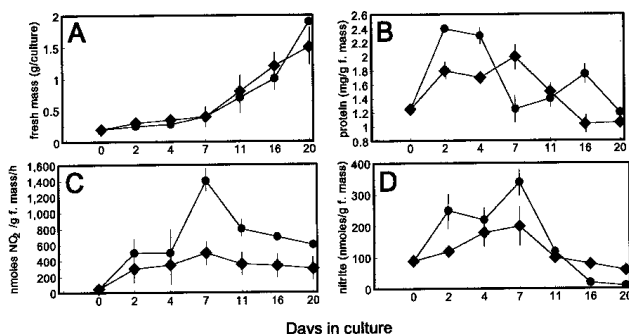 A
fresh mass (g/culture)
2
1.5
1
0.5
0
0 2 4 7 11 16 20
B
protein (mg/g f. mass)
2.6
2.4
2.2
2
1.8
1.6
1.4
1.2
1
0.8
0 2 4 7 11 16 20
C
nmoles NO₂⁻/g f. mass/h
1,600
1,400
1,200
1,000
800
600
400
200
0
0 2 4 7 11 16 20
D
nitrite (nmoles/g f. mass)
400
300
200
100
0
0 2 4 7 11 16 20
Days in culture